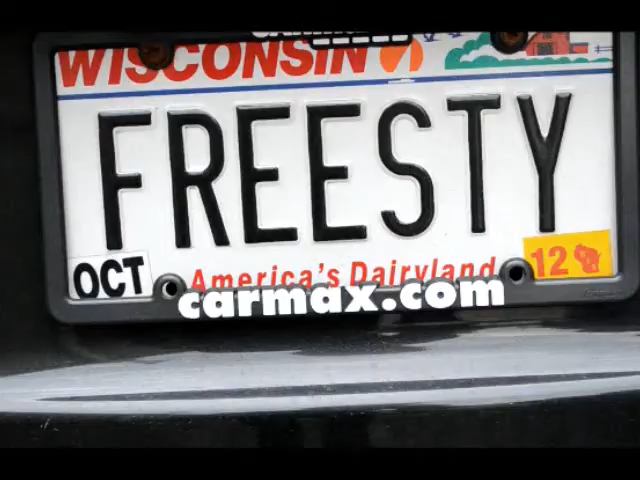 WISCONSIN
FREESTY
OCT
12
America's Dairyland
carmax.com